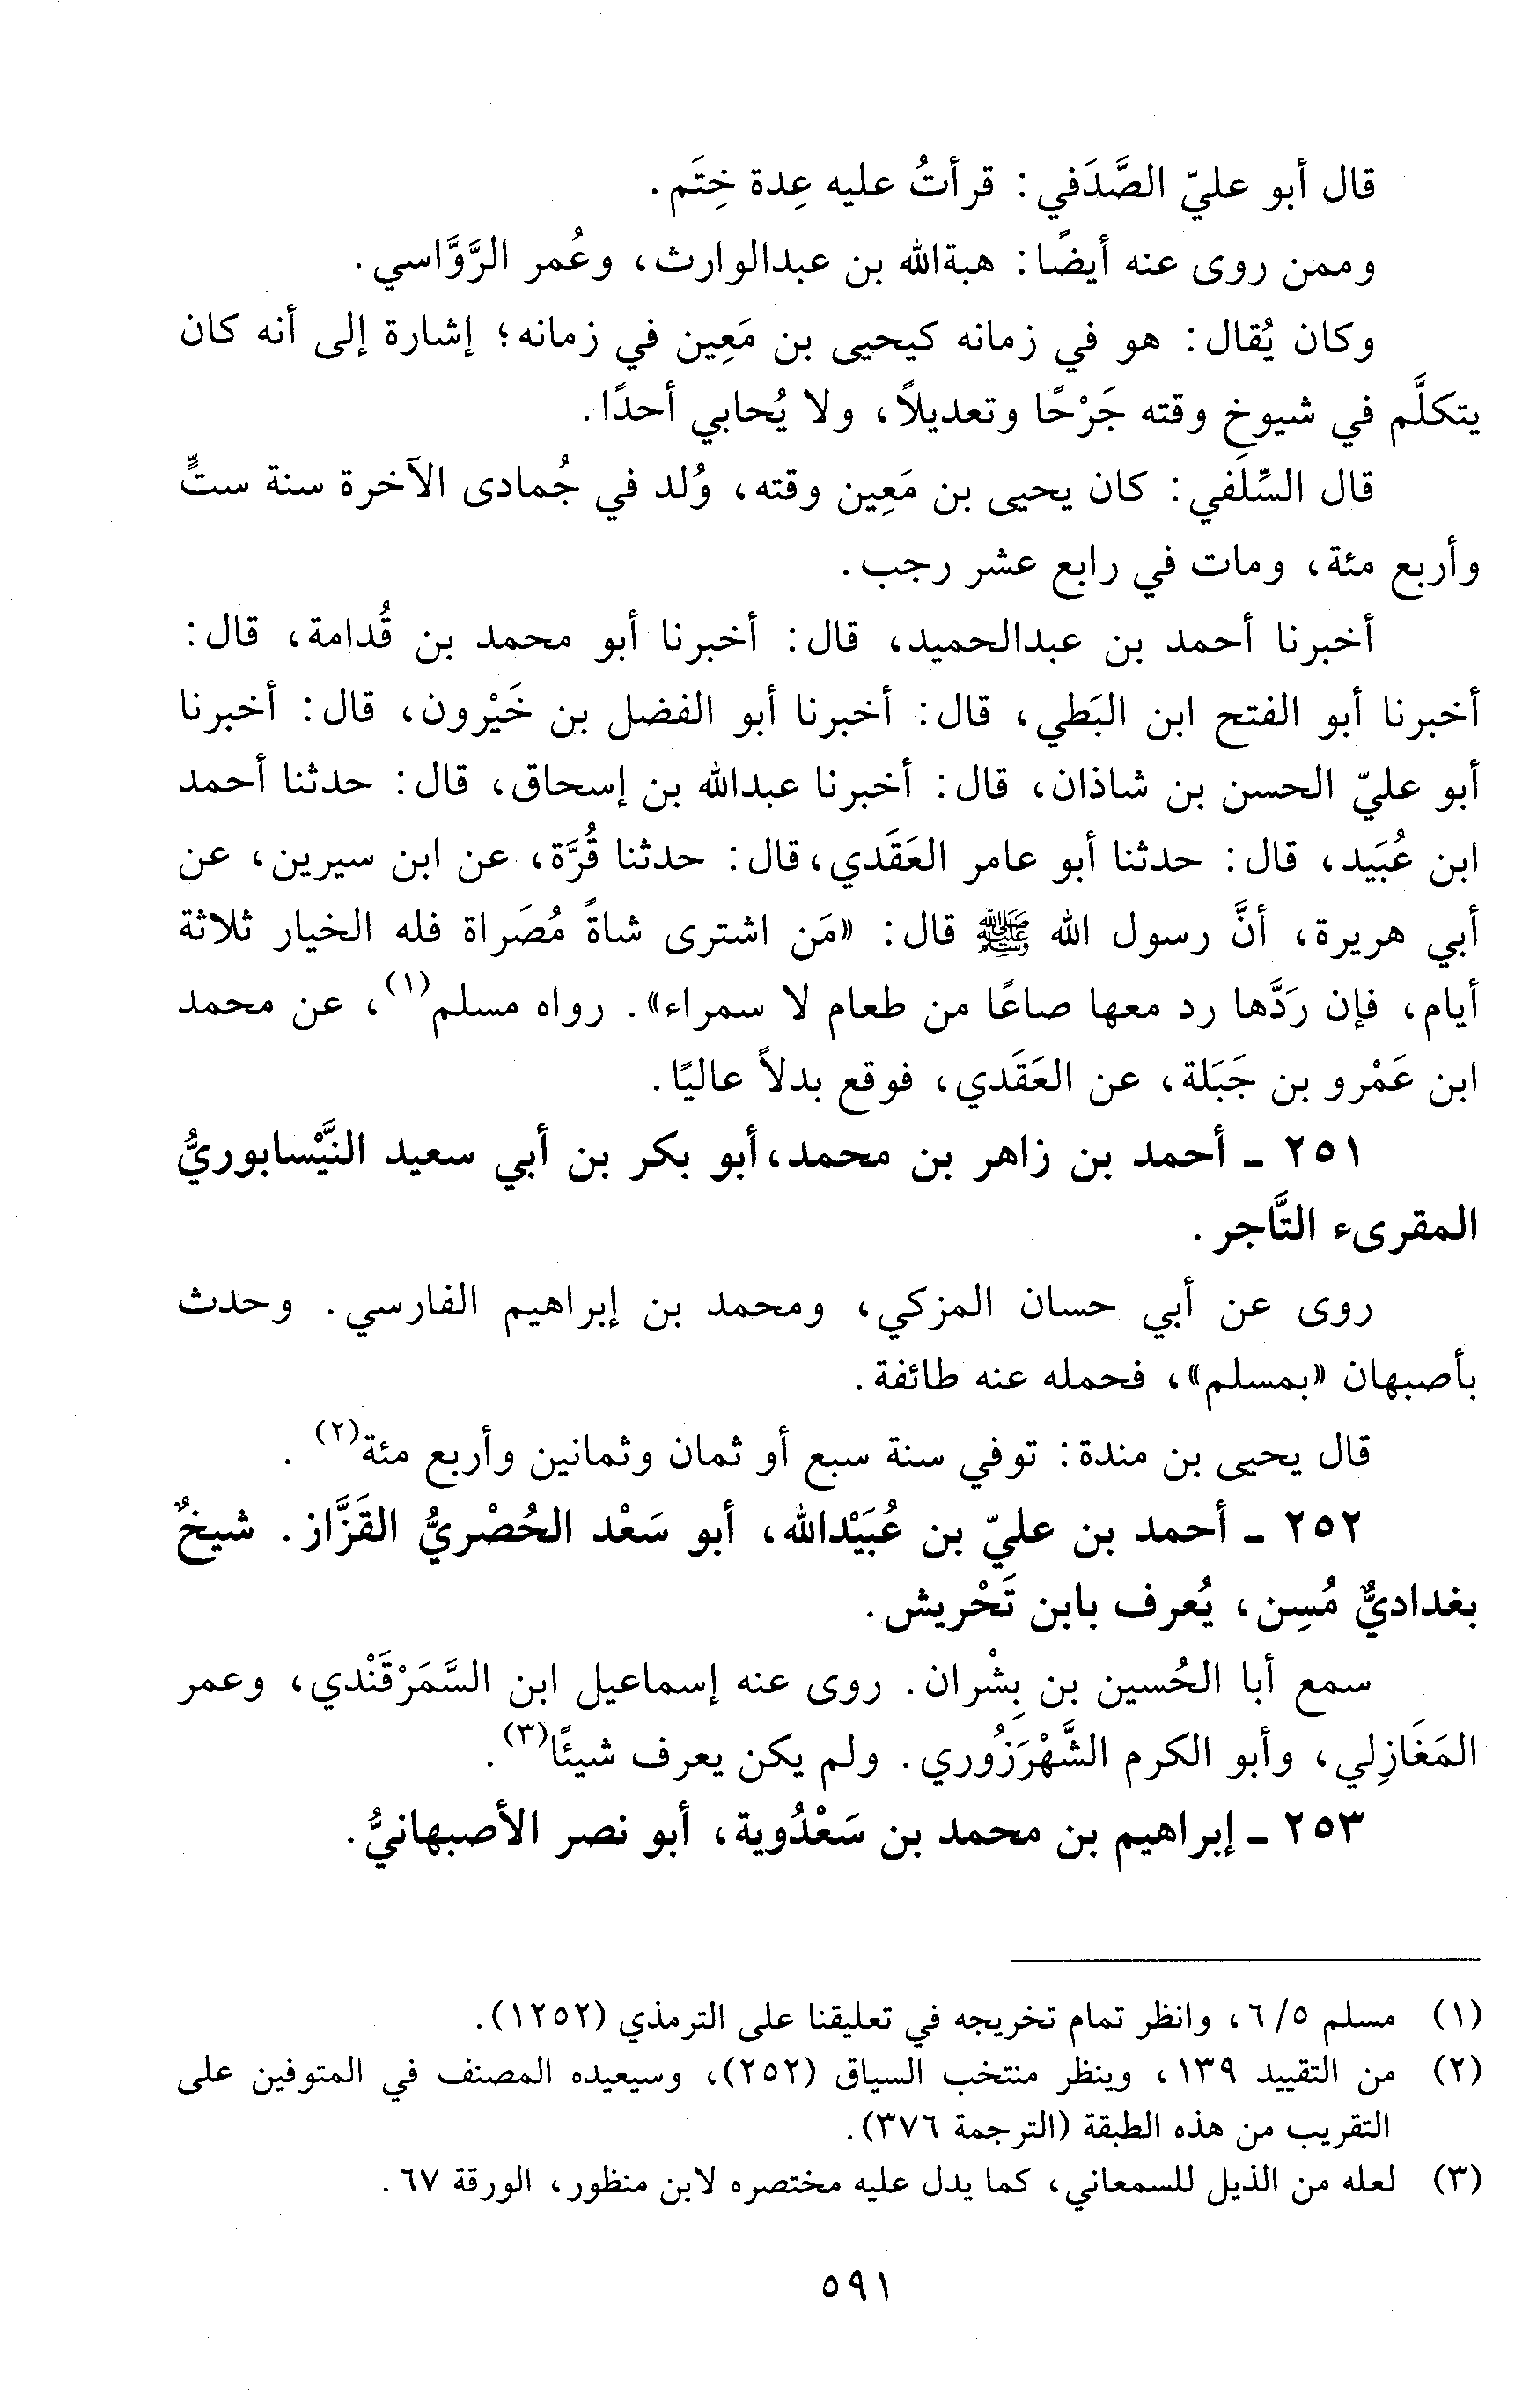 قال أبو عليّ الصَّدَفي: قرأتُ عليه عِدة خِتَم.
وممن روى عنه أيضًا: هبةالله بن عبدالوارث، وعُمر الرَّوَّاسي.
وكان يُقال: هو في زمانه كيحيى بن مَعِين في زمانه؛ إشارة إلى أنه كان
يتكلَّم في شيوخِ وقته جَرْحًا وتعديلاً، ولا يُحابي أحدًا.
قال السِّلَفي: كان يحيى بن مَعِين وقته، وُلد في جُمادى الآخرة سنة ستٍّ
وأربع مئة، ومات في رابع عشر رجب.
أخبرنا أحمد بن عبدالحميد، قال: أخبرنا أبو محمد بن قُدامة، قال:
أخبرنا أبو الفتح ابن البَطي، قال: أخبرنا أبو الفضل بن خَيْرون، قال: أخبرنا
أبو عليّ الحسن بن شاذان، قال: أخبرنا عبدالله بن إسحاق، قال: حدثنا أحمد
ابن عُبَيد، قال: حدثنا أبو عامر العَقَدي، قال: حدثنا قُرَّة، عن ابن سيرين، عن
أبي هريرة، أنَّ رسول الله ﷺ قال: «مَن اشترى شاةً مُصَراة فله الخيار ثلاثة
أيام، فإن رَدَّها رد معها صاعًا من طعام لا سمراء». رواه مسلم(١)، عن محمد
ابن عَمْرو بن جَبَلة، عن العَقَدي، فوقع بدلاً عاليًا.
٢٥١ ـ أحمد بن زاهر بن محمد، أبو بكر بن أبي سعيد النَّيْسابوريُّ
المقرىء التَّاجر.
روى عن أبي حسان المزكي، ومحمد بن إبراهيم الفارسي. وحدث
بأصبهان «بمسلم»، فحمله عنه طائفة.
قال يحيى بن مندة: توفي سنة سبع أو ثمان وثمانين وأربع مئة(٢).
٢٥٢ ـ أحمد بن عليّ بن عُبَيْدالله، أبو سَعْد الحُصْريُّ القَزَّاز. شيخٌ
بغداديٌّ مُسِن، يُعرف بابن تَحْريش.
سمع أبا الحُسين بن بِشْران. روى عنه إسماعيل ابن السَّمَرْقَنْدي، وعمر
المَغَازِلي، وأبو الكرم الشَّهْرَزُوري. ولم يكن يعرف شيئًا(٣).
٢٥٣ ـ إبراهيم بن محمد بن سَعْدُوية، أبو نصر الأصبهانيُّ.
(١) مسلم ٥/ ٦، وانظر تمام تخريجه في تعليقنا على الترمذي (١٢٥٢).
(٢) من التقييد ١٣٩، وينظر منتخب السياق (٢٥٢)، وسيعيده المصنف في المتوفين على
التقريب من هذه الطبقة (الترجمة ٣٧٦).
(٣) لعله من الذيل للسمعاني، كما يدل عليه مختصره لابن منظور، الورقة ٦٧.
٥٩١